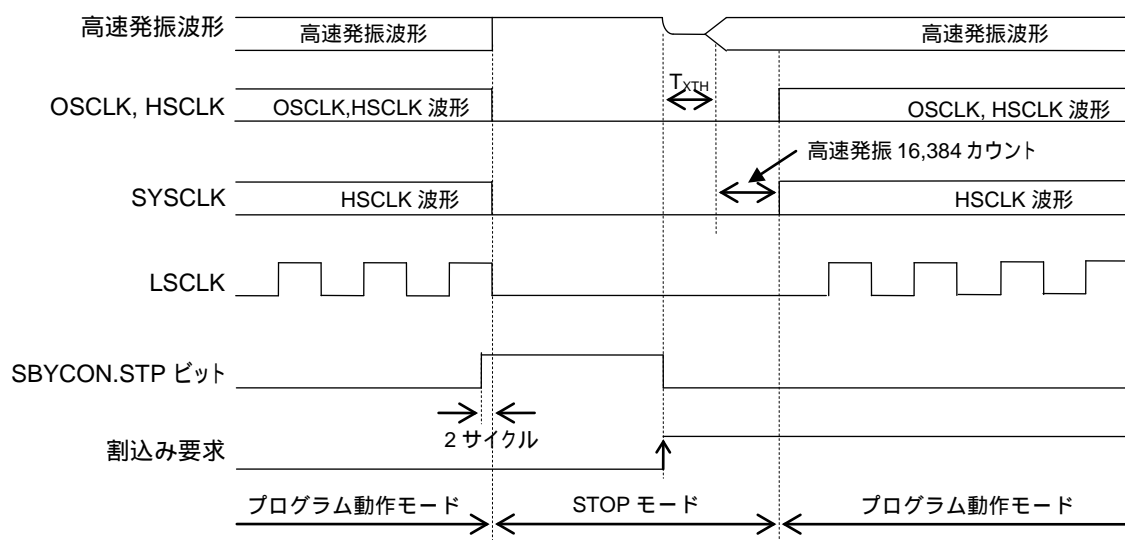 高速発振波形
高速発振波形
高速発振波形
TXTH
OSCLK, HSCLK
OSCLK,HSCLK 波形
OSCLK, HSCLK 波形
高速発振 16,384 カウント
SYSCLK
HSCLK 波形
HSCLK 波形
LSCLK
SBYCON.STP ビット
2 サイクル
割込み要求
プログラム動作モード
STOP モード
プログラム動作モード